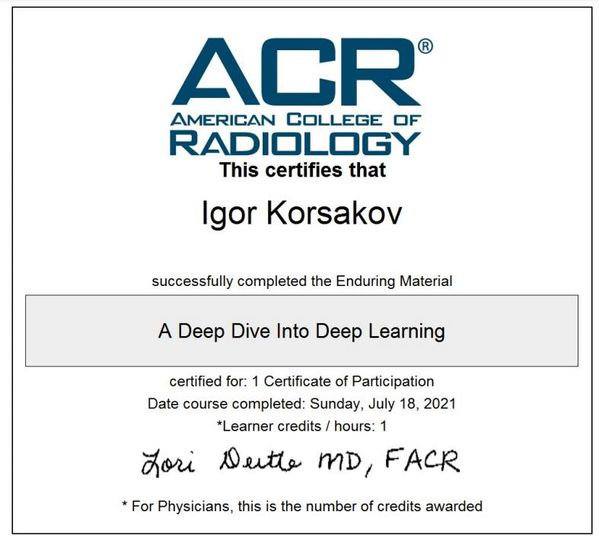 ACR®
AMERICAN COLLEGE OF
RADIOLOGY
This certifies that
Igor Korsakov
successfully completed the Enduring Material
A Deep Dive Into Deep Learning
certified for: 1 Certificate of Participation
Date course completed: Sunday, July 18, 2021
*Learner credits / hours: 1
Lori Deitte MD, FACR
* For Physicians, this is the number of credits awarded